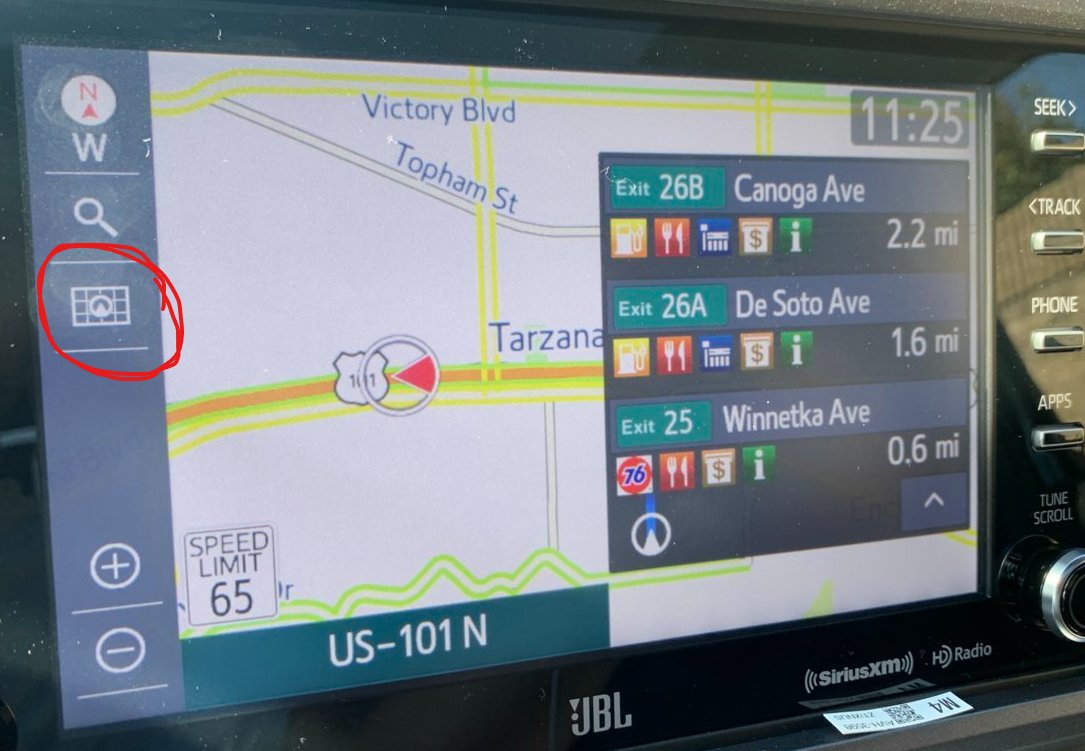 N
W
Victory Blvd
Topham St
11:25
Exit 26B Canoga Ave
$ i 2.2 mi
Exit 26A De Soto Ave
$ i 1.6 mi
Tarzana
Exit 25 Winnetka Ave
76 $ i 0.6 mi
SPEED
LIMIT
65
US-101 N
SEEK>
<TRACK
PHONE
APPS
TUNE
SCROLL
JBL
((SiriusXM))
HD Radio
M4